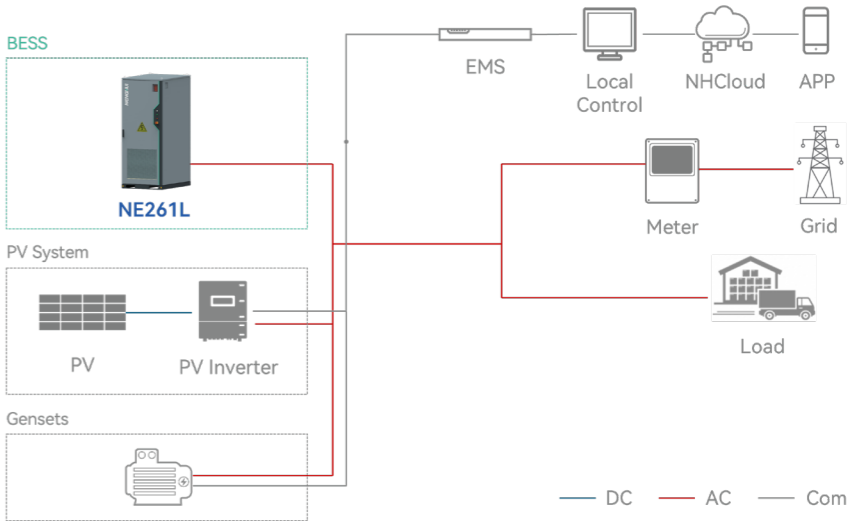 BESS
NE261L
PV System
PV
PV Inverter
Gensets
EMS
Local
Control
NHCloud
APP
Meter
Grid
Load
DC
AC
Com